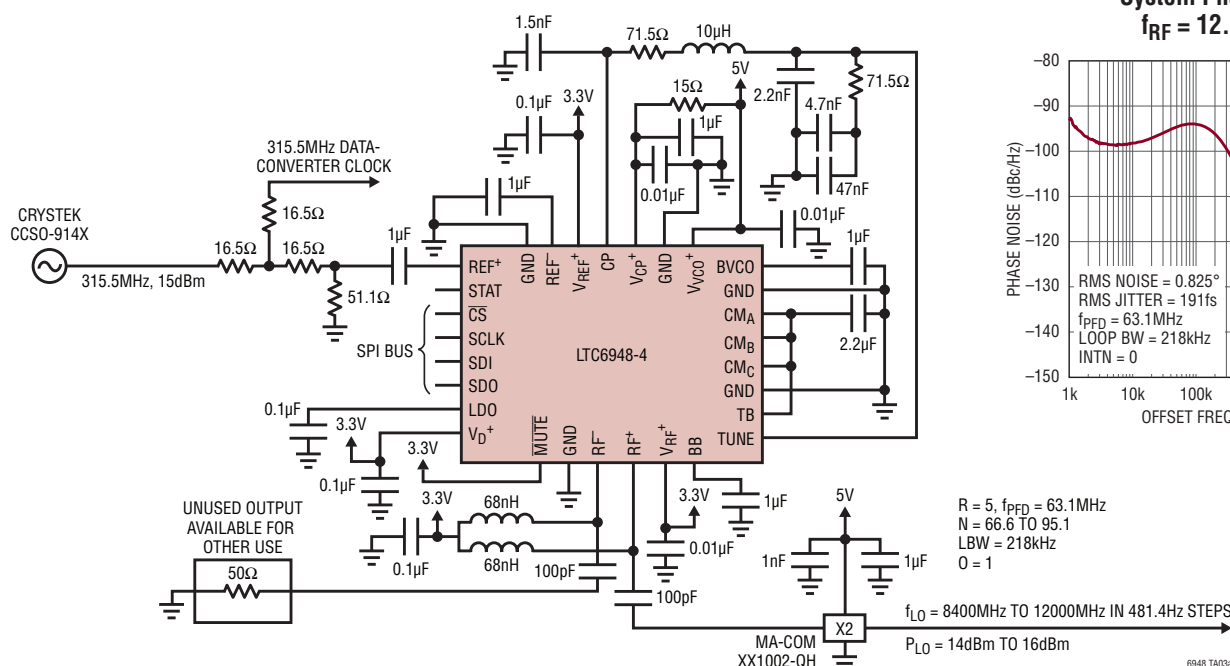 f_RF = 12.
1.5nF
71.5Ω
10µH
5V
0.1µF
3.3V
15Ω
1µF
0.01µF
2.2nF
4.7nF
71.5Ω
47nF
315.5MHz DATA-
CONVERTER CLOCK
1µF
0.01µF
CRYSTEK
CCSO-914X
16.5Ω
16.5Ω
16.5Ω
1µF
315.5MHz, 15dBm
51.1Ω
SPI BUS
REF+
STAT
CS
SCLK
SDI
SDO
LDO
V_D+
GND
REF–
V_REF+
CP
V_CP+
GND
V_VCO+
LTC6948-4
BVCO
GND
CM_A
CM_B
CM_C
GND
TB
TUNE
MUTE
GND
RF–
RF+
V_RF+
BB
1µF
2.2µF
0.1µF
3.3V
0.1µF
3.3V
3.3V
68nH
68nH
0.1µF
100pF
100pF
3.3V
0.01µF
1µF
UNUSED OUTPUT
AVAILABLE FOR
OTHER USE
50Ω
5V
1nF
1µF
X2
MA-COM
XX1002-QH
R = 5, f_PFD = 63.1MHz
N = 66.6 TO 95.1
LBW = 218kHz
O = 1
f_LO = 8400MHz TO 12000MHz IN 481.4Hz STEPS
P_LO = 14dBm TO 16dBm
PHASE NOISE (dBc/Hz)
–80
–90
–100
–110
–120
–130
–140
–150
RMS NOISE = 0.825°
RMS JITTER = 191fs
f_PFD = 63.1MHz
LOOP BW = 218kHz
INTN = 0
1k
10k
100k
OFFSET FREQ